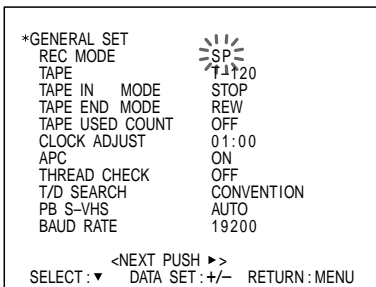 *GENERAL SET
REC MODE SP
TAPE T–120
TAPE IN MODE STOP
TAPE END MODE REW
TAPE USED COUNT OFF
CLOCK ADJUST 01:00
APC ON
THREAD CHECK OFF
T/D SEARCH CONVENTION
PB S–VHS AUTO
BAUD RATE 19200
<NEXT PUSH ►>
SELECT:▼ DATA SET:+/– RETURN:MENU